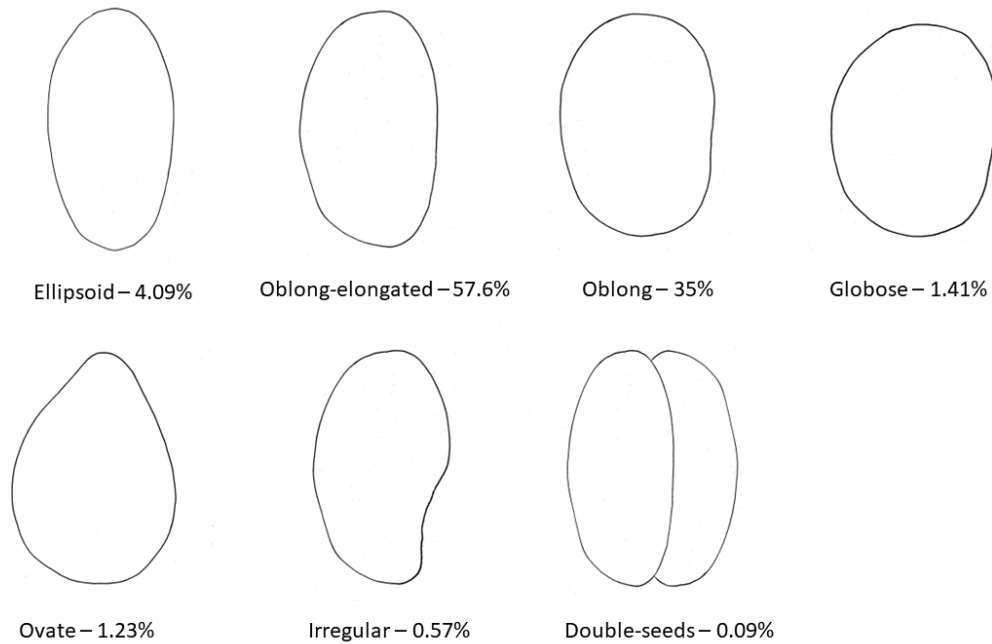 Ellipsoid – 4.09%
Oblong-elongated – 57.6%
Oblong – 35%
Globose – 1.41%
Ovate – 1.23%
Irregular – 0.57%
Double-seeds – 0.09%